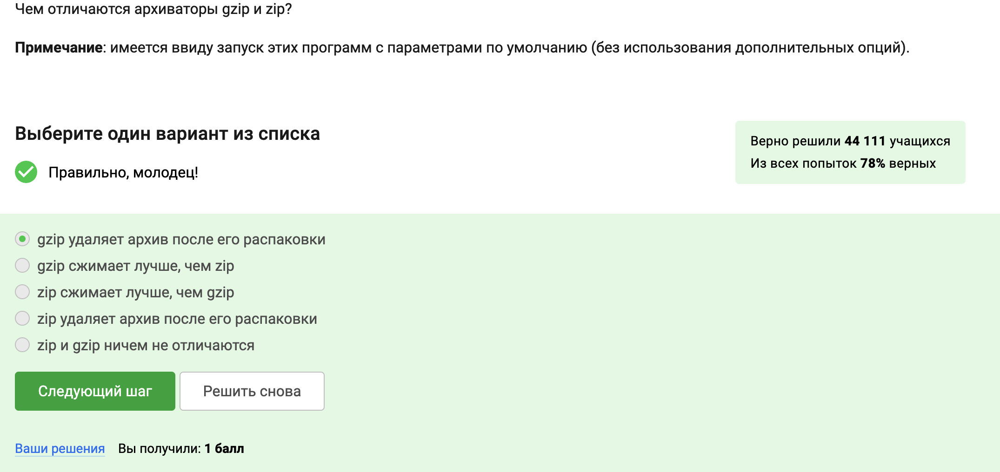 Чем отличаются архиваторы gzip и zip?
Примечание: имеется ввиду запуск этих программ с параметрами по умолчанию (без использования дополнительных опций).
Выберите один вариант из списка
Правильно, молодец!
Верно решили 44 111 учащихся
Из всех попыток 78% верных
gzip удаляет архив после его распаковки
gzip сжимает лучше, чем zip
zip сжимает лучше, чем gzip
zip удаляет архив после его распаковки
zip и gzip ничем не отличаются
Следующий шаг
Решить снова
Ваши решения Вы получили: 1 балл